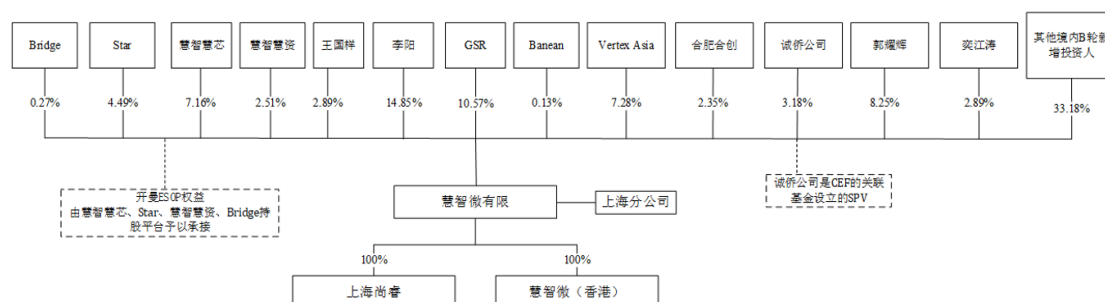 Bridge
Star
慧智慧芯
慧智慧资
王国样
李阳
GSR
Banean
Vertex Asia
合肥合创
诚侨公司
郭耀辉
奕江涛
其他境内B轮新
增投资人
0.27%
4.49%
7.16%
2.51%
2.89%
14.85%
10.57%
0.13%
7.28%
2.35%
3.18%
8.25%
2.89%
33.18%
开曼ESOP权益
由慧智慧芯、Star、慧智慧资、Bridge持
股平台予以承接
诚侨公司是CEF的关联
基金设立的SPV
慧智微有限
上海分公司
100%
100%
上海尚睿
慧智微（香港）